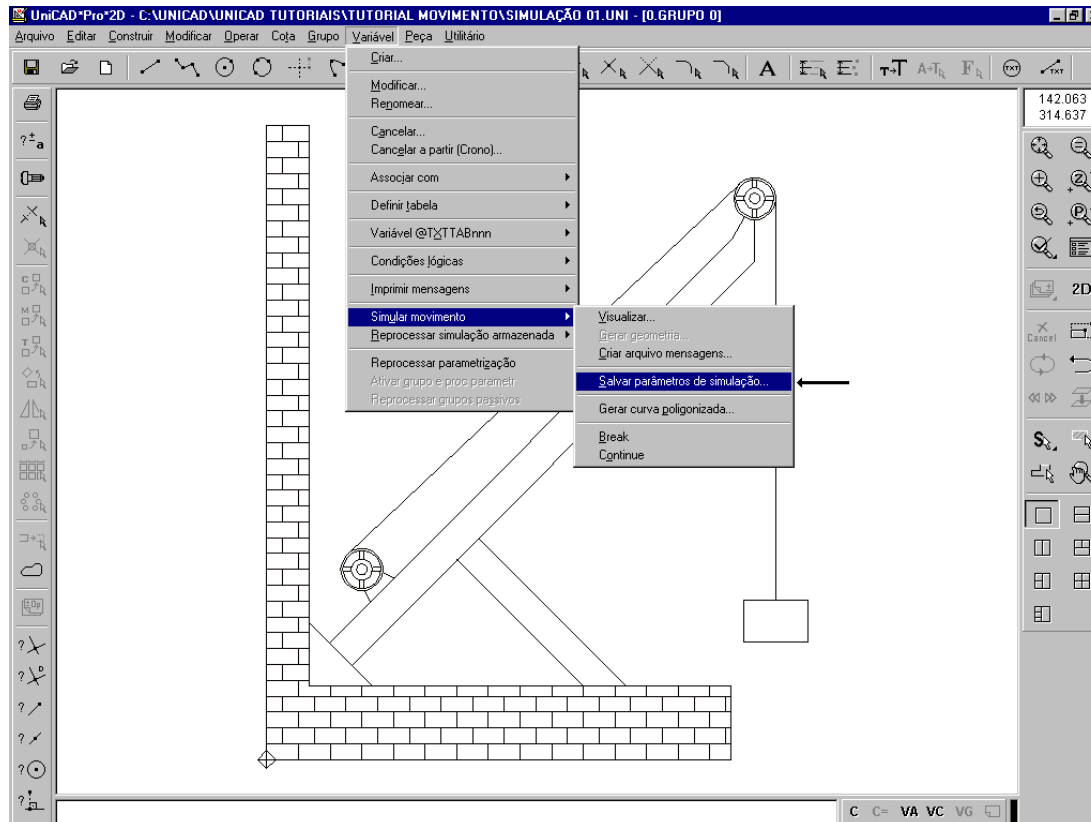 UniCAD*Pro*2D - C:\UNICAD\UNICAD TUTORIAIS\TUTORIAL MOVIMENTO\SIMULAÇÃO 01.UNI - [0.GRUPO 0]
Arquivo Editar Construir Modificar Operar Cota Grupo Variável Peça Utilitário
A T→T A+T F TXT TXT
Criar...
Modificar...
Renomear...
Cancelar...
Cancelar a partir (Crono)...
Associar com
Definir tabela
Variável @TXTTABnnn
Condições lógicas
Imprimir mensagens
Simular movimento
Reprocessar simulação armazenada
Reprocessar parametrização
Ativar grupo e proc parametr
Reprocessar grupos passivos
Visualizar...
Gerar geometria...
Criar arquivo mensagens...
Salvar parâmetros de simulação...
Gerar curva poligonizada...
Break
Continue
142.063
314.637
2D
Cancel
S
?±a
C
M
T
C C= VA VC VG